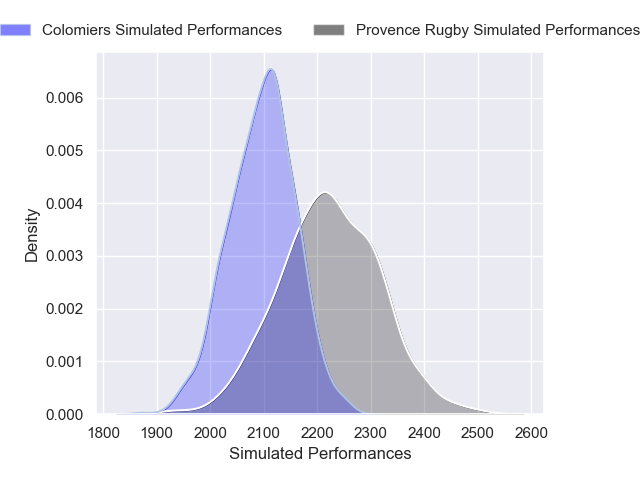 Colomiers Simulated Performances Provence Rugby Simulated Performances
0.006
0.005
0.004
0.003
0.002
0.001
0.000
Density
1800 1900 2000 2100 2200 2300 2400 2500 2600
Simulated Performances